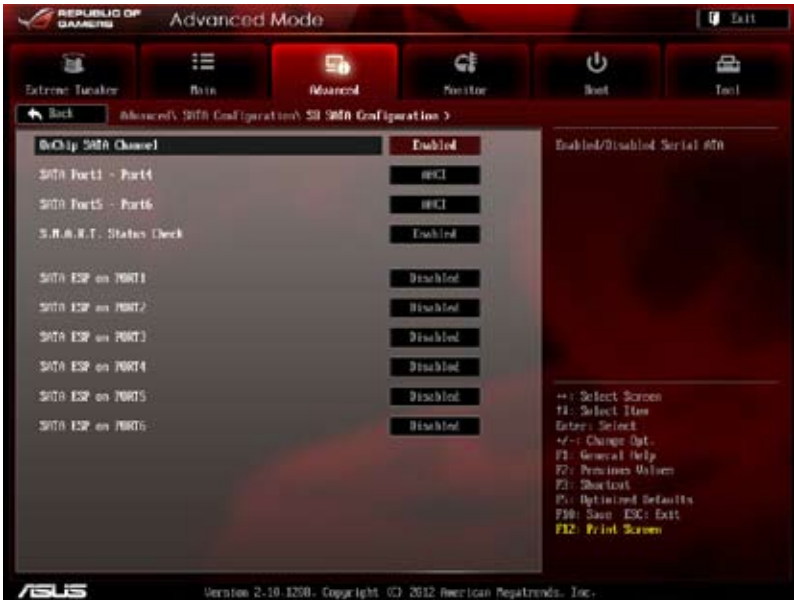 REPUBLIC OF GAMERS
Advanced Mode
Exit
Extreme Tweaker
Main
Advanced
Monitor
Boot
Tool
Back
Advanced\ SATA Configuration\ SB SATA Configuration >
OnChip SATA Channel Enabled
SATA Port1 - Port4 AHCI
SATA Port5 - Port6 AHCI
S.M.A.R.T. Status Check Enabled
SATA ESP on PORT1 Disabled
SATA ESP on PORT2 Disabled
SATA ESP on PORT3 Disabled
SATA ESP on PORT4 Disabled
SATA ESP on PORT5 Disabled
SATA ESP on PORT6 Disabled
Enabled/Disabled Serial ATA
→←: Select Screen
↑↓: Select Item
Enter: Select
+/-: Change Opt.
F1: General Help
F2: Previous Values
F3: Shortcut
F5: Optimized Defaults
F10: Save ESC: Exit
F12: Print Screen
ASUS
Version 2.10.1208. Copyright (C) 2012 American Megatrends, Inc.